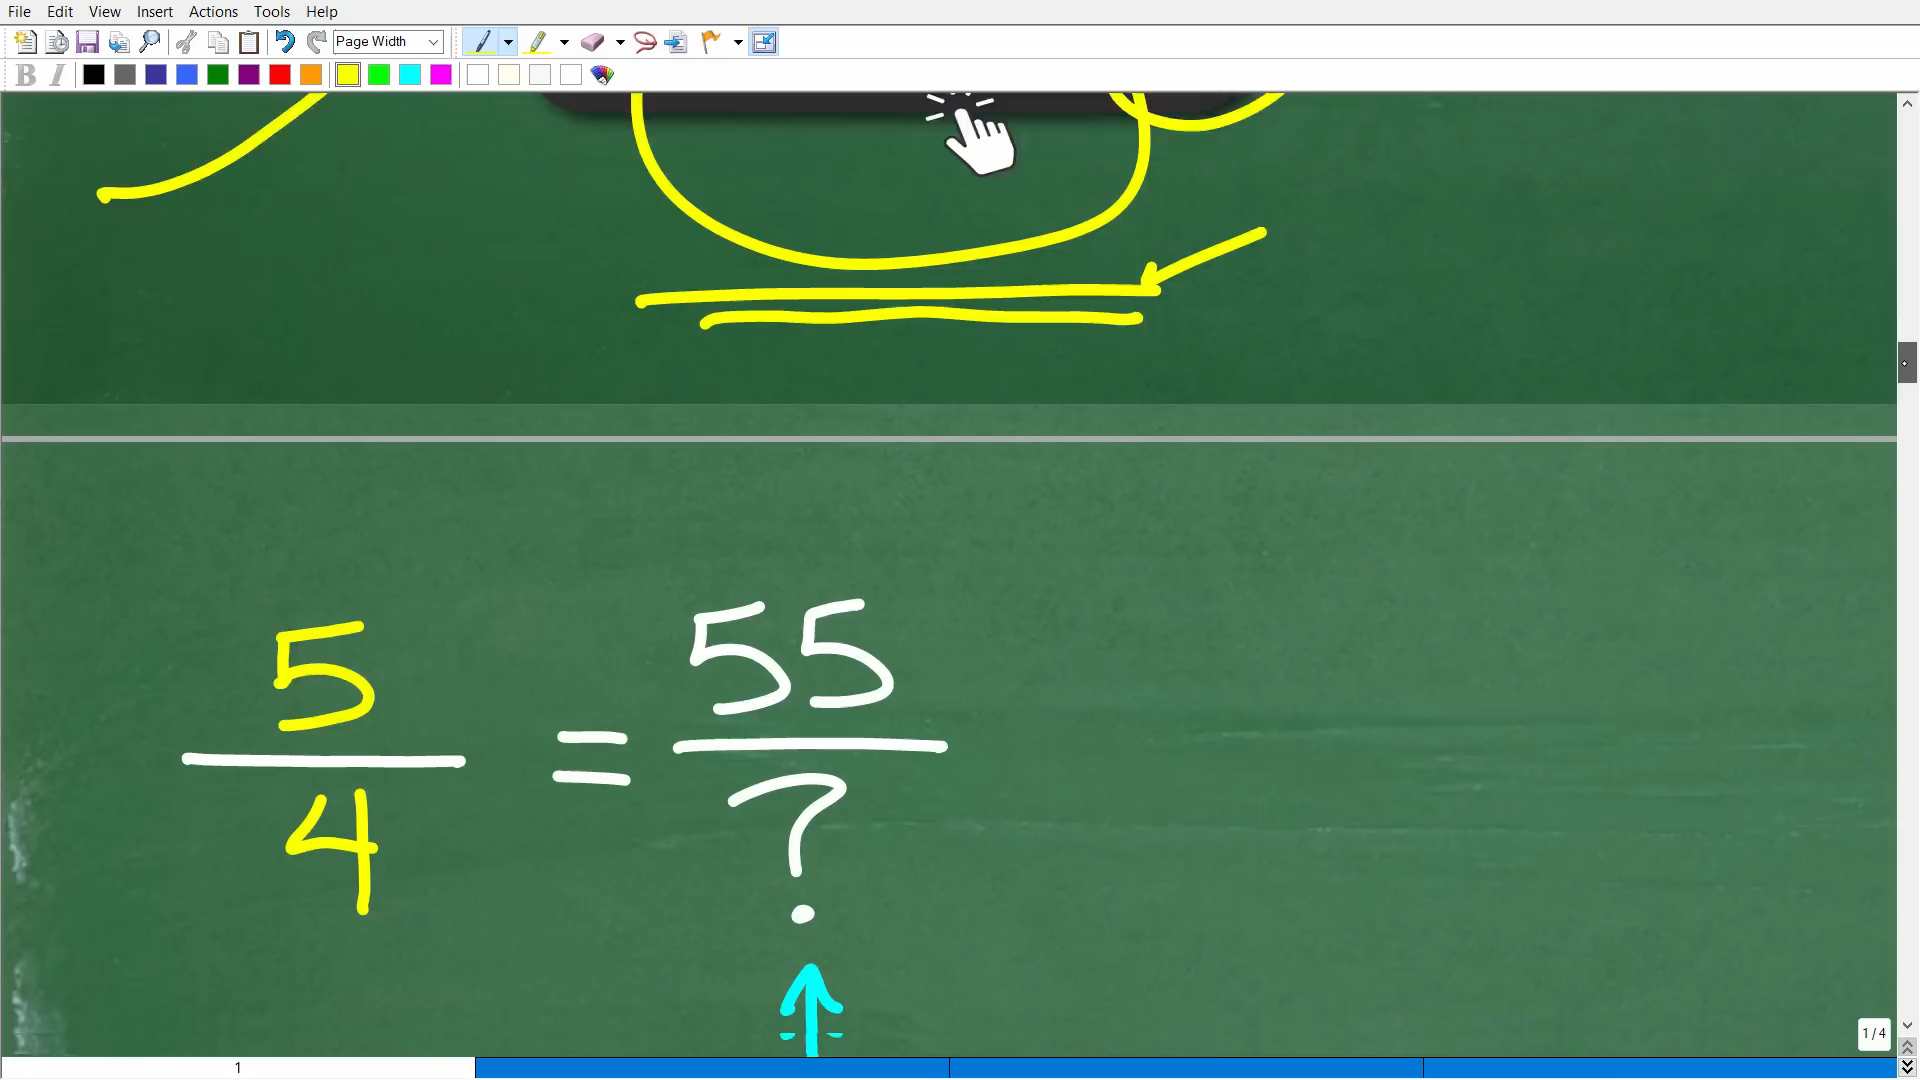 File Edit View Insert Actions Tools Help
Page Width
B I
5/4 = 55/?
1 / 4
1